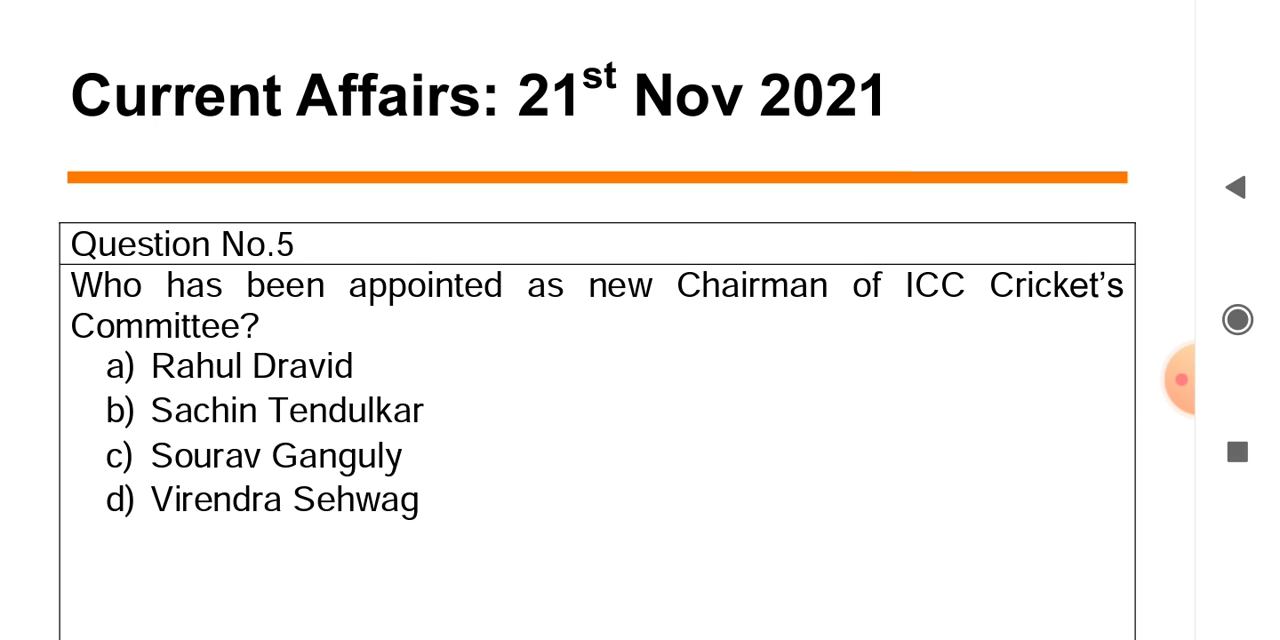 Current Affairs: 21st Nov 2021
Question No.5
Who has been appointed as new Chairman of ICC Cricket’s
Committee?
a) Rahul Dravid
b) Sachin Tendulkar
c) Sourav Ganguly
d) Virendra Sehwag